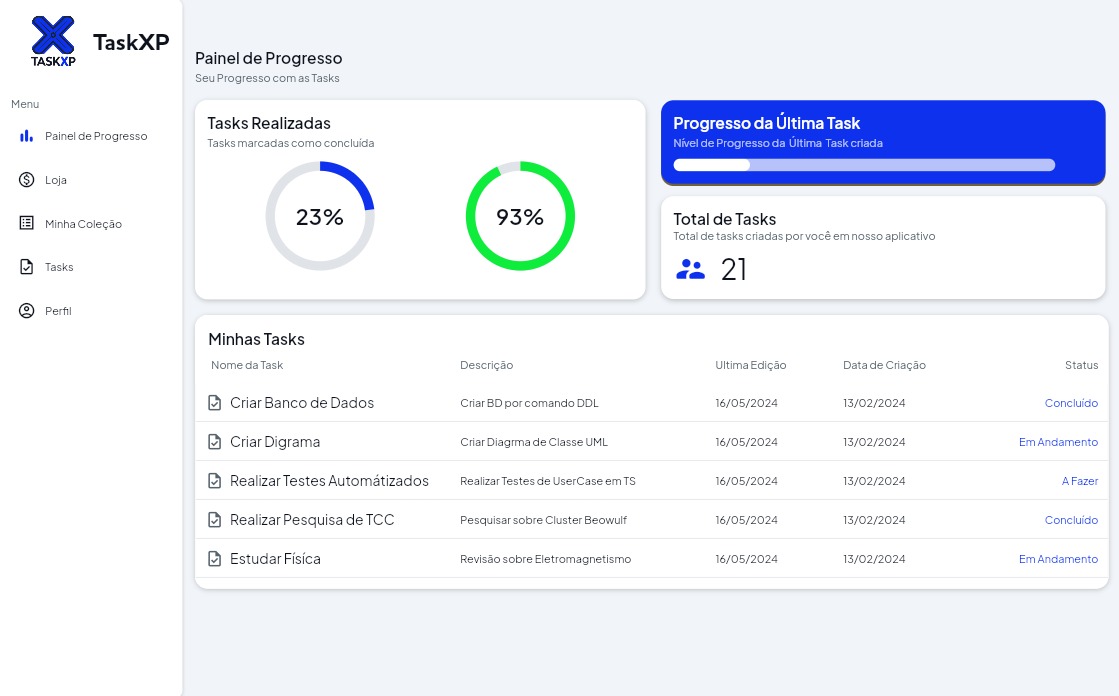 TASKXP
TaskXP
Menu
Painel de Progresso
Loja
Minha Coleção
Tasks
Perfil
Painel de Progresso
Seu Progresso com as Tasks
Tasks Realizadas
Tasks marcadas como concluída
23%
93%
Progresso da Última Task
Nível de Progresso da Última Task criada
Total de Tasks
Total de tasks criadas por você em nosso aplicativo
21
Minhas Tasks
Nome da Task Descrição Ultima Edição Data de Criação Status
Criar Banco de Dados Criar BD por comando DDL 16/05/2024 13/02/2024 Concluído
Criar Digrama Criar Diagrma de Classe UML 16/05/2024 13/02/2024 Em Andamento
Realizar Testes Automátizados Realizar Testes de UserCase em TS 16/05/2024 13/02/2024 A Fazer
Realizar Pesquisa de TCC Pesquisar sobre Cluster Beowulf 16/05/2024 13/02/2024 Concluído
Estudar Físíca Revisão sobre Eletromagnetismo 16/05/2024 13/02/2024 Em Andamento